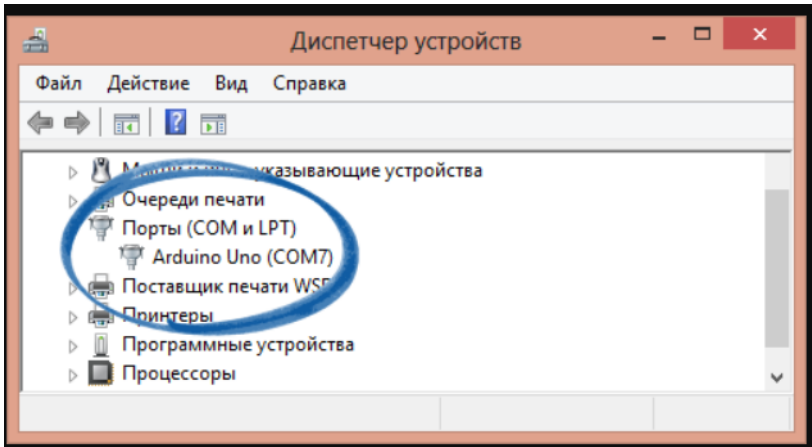 Диспетчер устройств
Файл Действие Вид Справка
указывающие устройства
Очереди печати
Порты (COM и LPT)
Arduino Uno (COM7)
Поставщик печати
Принтеры
Программные устройства
Процессоры